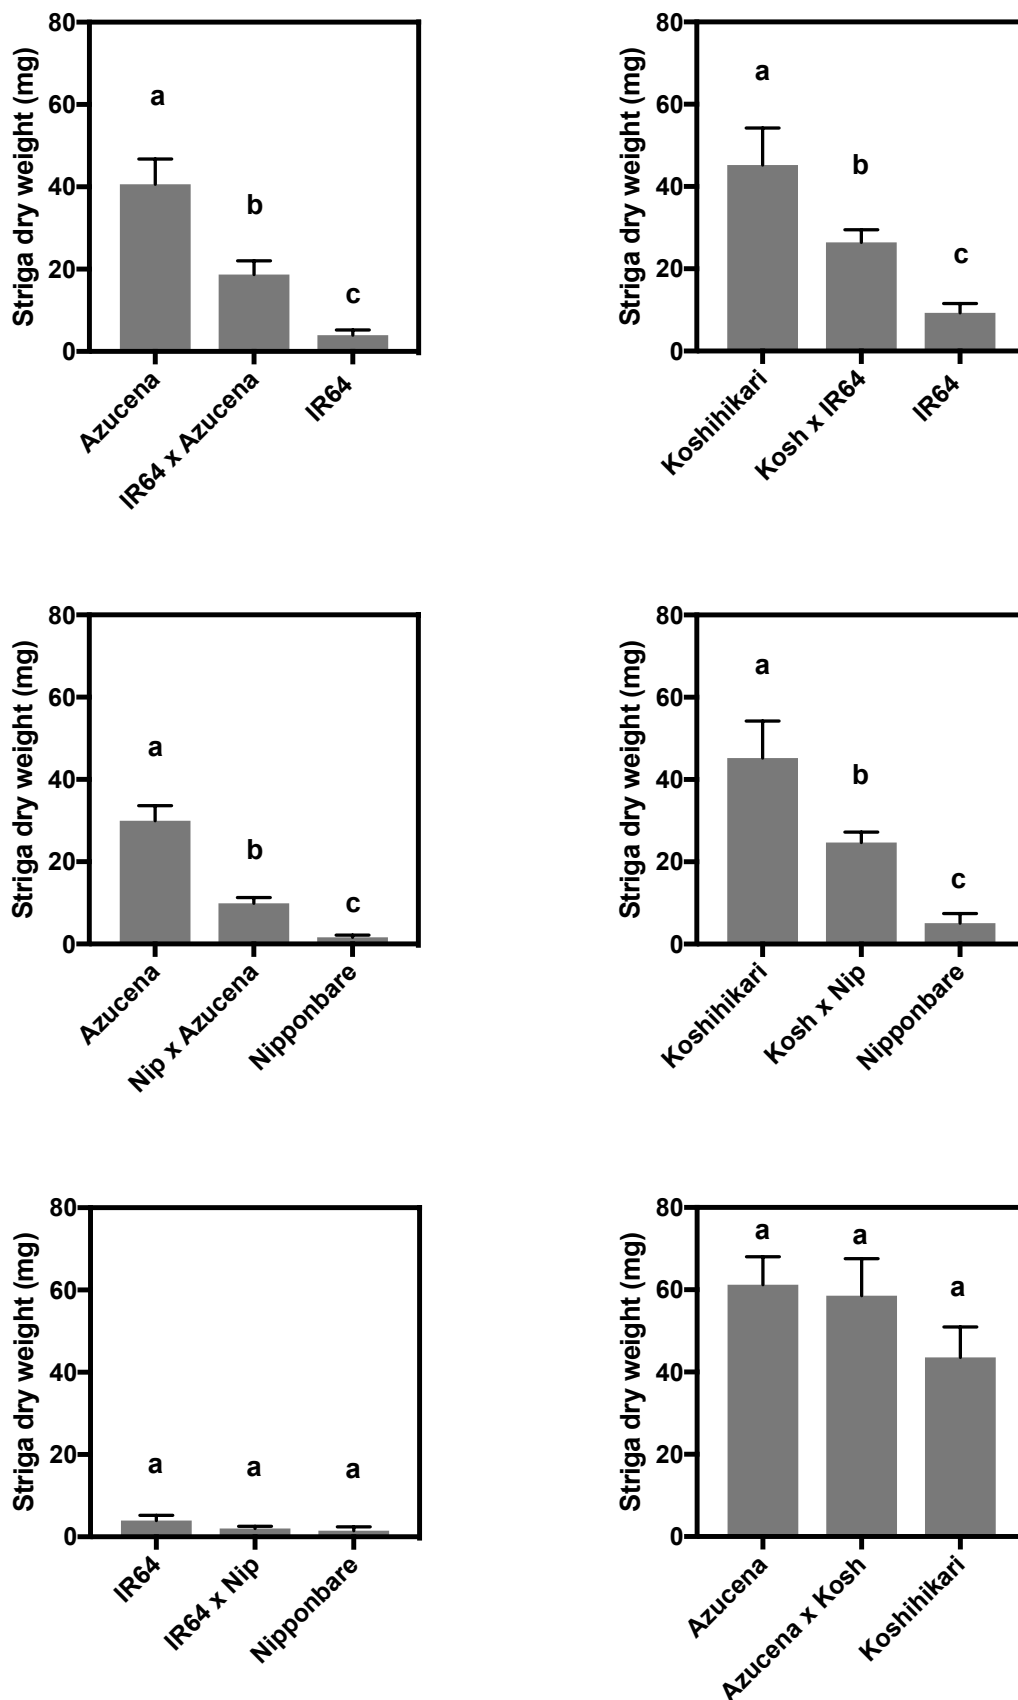 Striga dry weight (mg)
80
60
40
20
0
a
b
c
Azucena
IR64 x Azucena
IR64
Striga dry weight (mg)
80
60
40
20
0
a
b
c
Koshihikari
Kosh x IR64
IR64
Striga dry weight (mg)
80
60
40
20
0
a
b
c
Azucena
Nip x Azucena
Nipponbare
Striga dry weight (mg)
80
60
40
20
0
a
b
c
Koshihikari
Kosh x Nip
Nipponbare
Striga dry weight (mg)
80
60
40
20
0
a
a
a
IR64
IR64 x Nip
Nipponbare
Striga dry weight (mg)
80
60
40
20
0
a
a
a
Azucena
Azucena x Kosh
Koshihikari